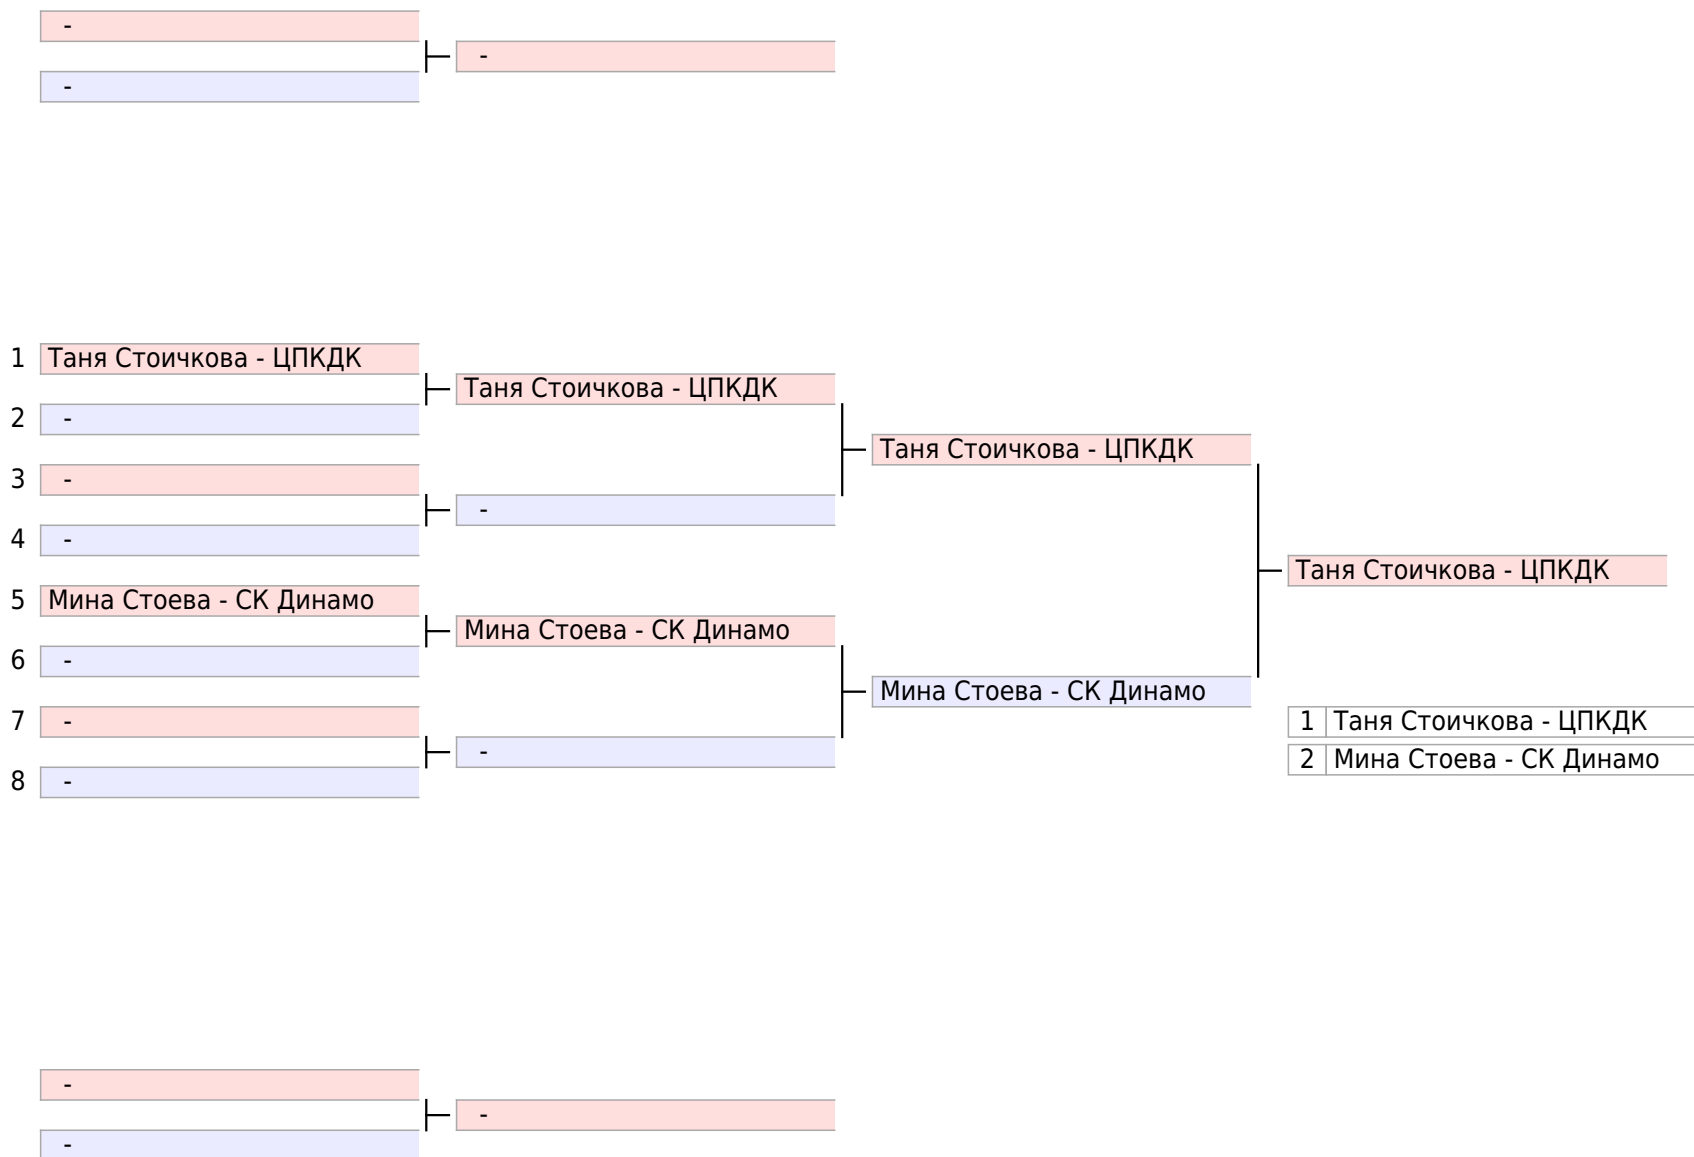 -
-
-
1 Таня Стоичкова - ЦПКДК
Таня Стоичкова - ЦПКДК
2 -
Таня Стоичкова - ЦПКДК
3 -
-
4 -
Таня Стоичкова - ЦПКДК
5 Мина Стоева - СК Динамо
Мина Стоева - СК Динамо
6 -
Мина Стоева - СК Динамо
7 -
1 Таня Стоичкова - ЦПКДК
-
2 Мина Стоева - СК Динамо
8 -
-
-
-